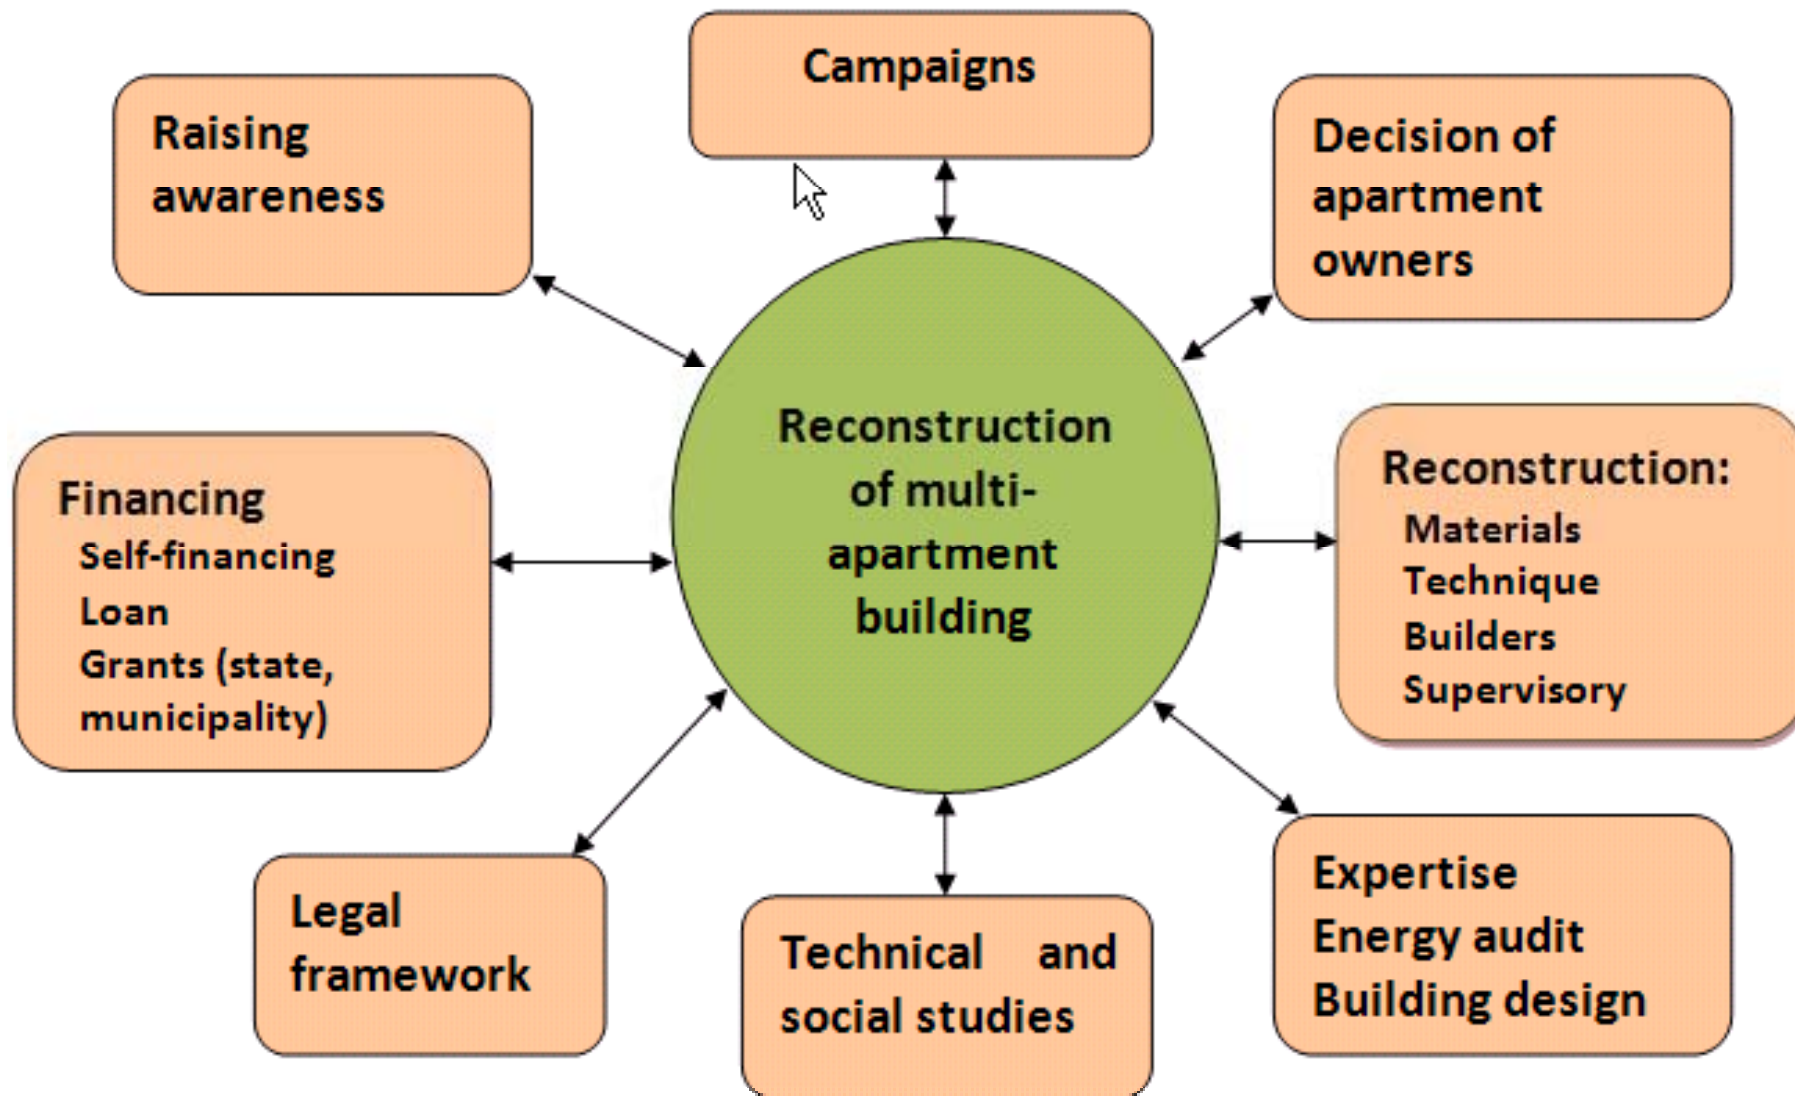 Campaigns
Raising
awareness
Decision of
apartment
owners
Reconstruction
of multi-
apartment
building
Financing
Self-financing
Loan
Grants (state,
municipality)
Reconstruction:
Materials
Technique
Builders
Supervisory
Legal
framework
Technical and
social studies
Expertise
Energy audit
Building design